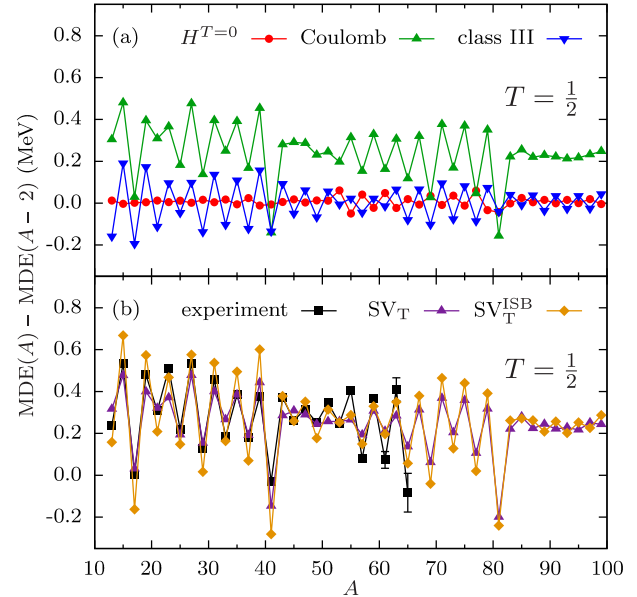 (a) H^{T=0} Coulomb class III
T = 1/2
0.8
0.6
0.4
0.2
0.0
-0.2
MDE(A) − MDE(A − 2) (MeV)
(b) experiment SV_T SV_T^{ISB}
T = 1/2
0.8
0.6
0.4
0.2
0.0
-0.2
10 20 30 40 50 60 70 80 90 100
A